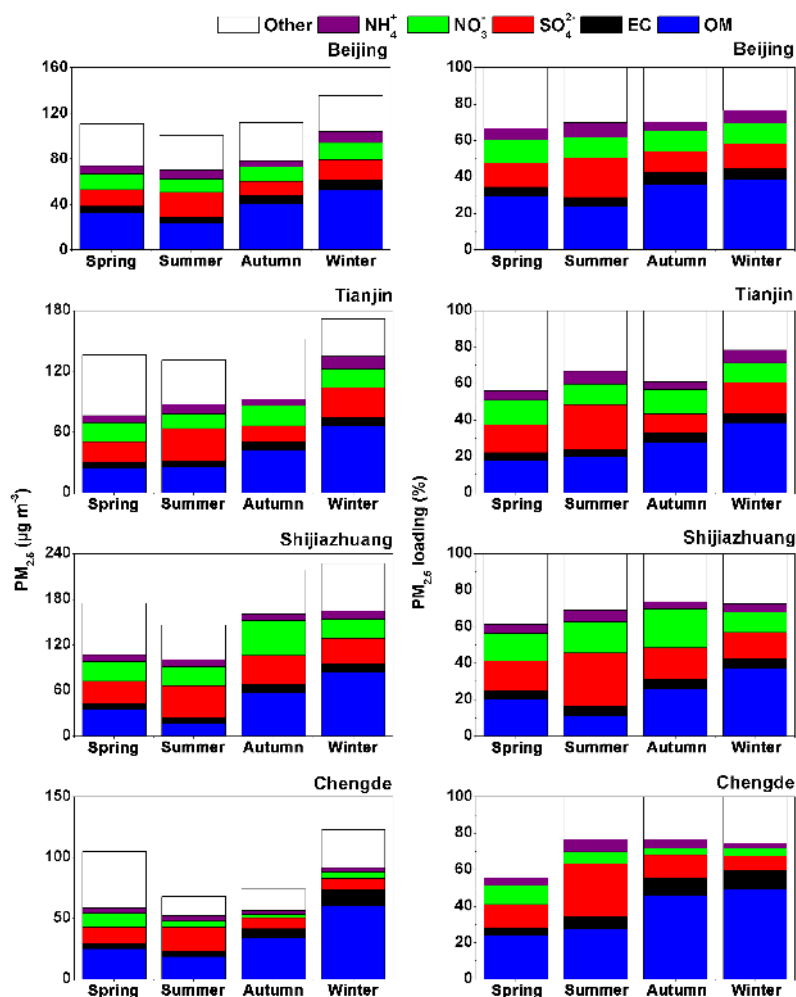 Other NH₄⁺ NO₃⁻ SO₄²⁻ EC OM
Beijing
160
120
80
40
0
Spring Summer Autumn Winter
Beijing
100
80
60
40
20
0
Spring Summer Autumn Winter
Tianjin
180
120
60
0
Spring Summer Autumn Winter
Tianjin
100
80
60
40
20
0
Spring Summer Autumn Winter
PM₂.₅ (µg m⁻³)
PM₂.₅ loading (%)
Shijiazhuang
240
180
120
60
0
Spring Summer Autumn Winter
Shijiazhuang
100
80
60
40
20
0
Spring Summer Autumn Winter
Chengde
150
100
50
0
Spring Summer Autumn Winter
Chengde
100
80
60
40
20
0
Spring Summer Autumn Winter